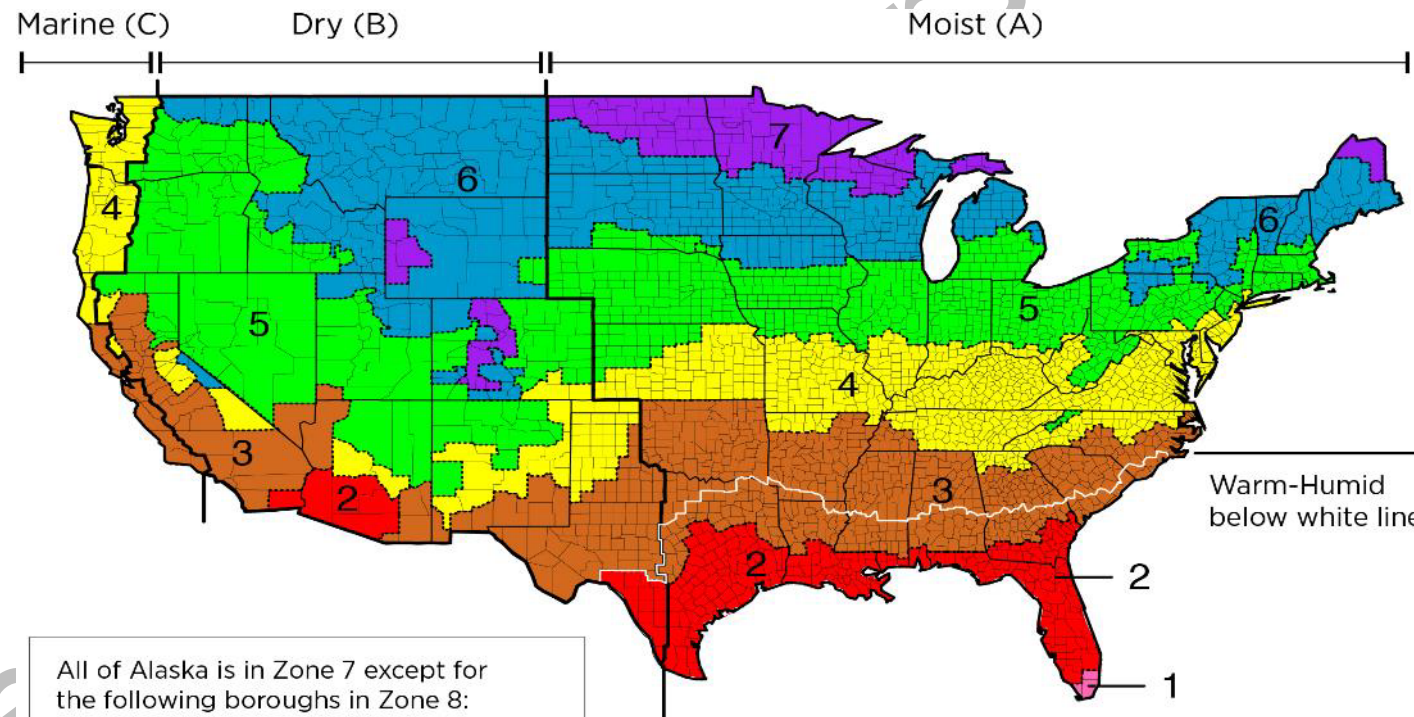 Marine (C)
Dry (B)
Moist (A)
7
6
4
6
5
5
4
3
3
2
2
2
1
Warm-Humid
below white line
All of Alaska is in Zone 7 except for
the following boroughs in Zone 8: